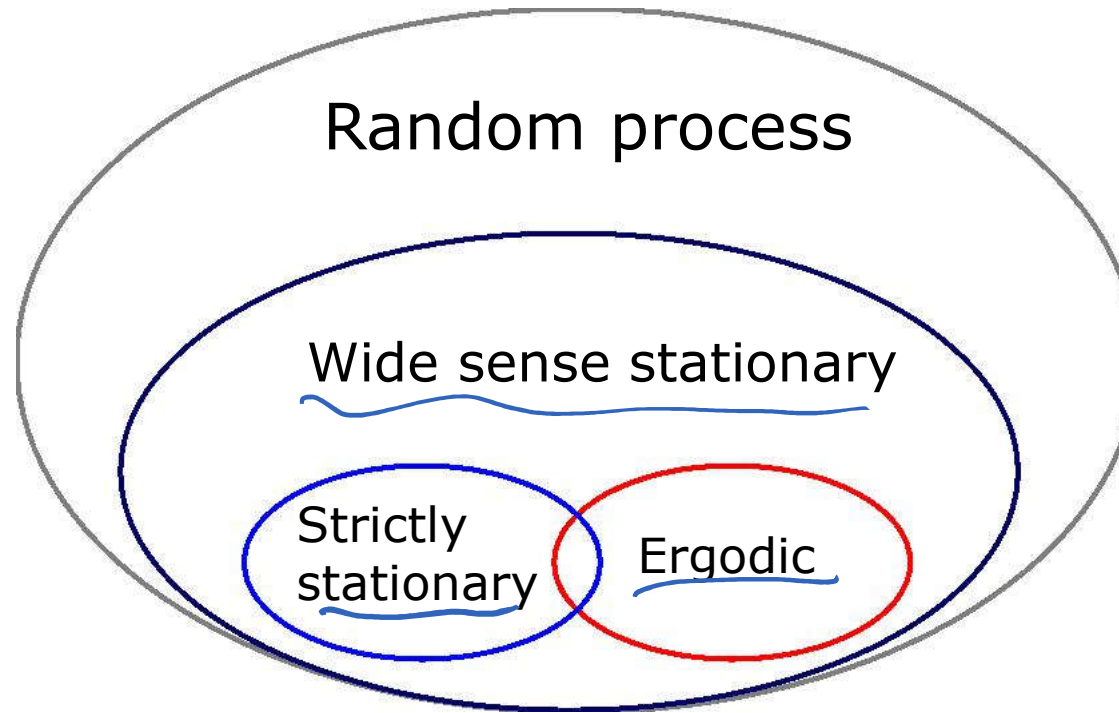 Random process
Wide sense stationary
Strictly
stationary
Ergodic